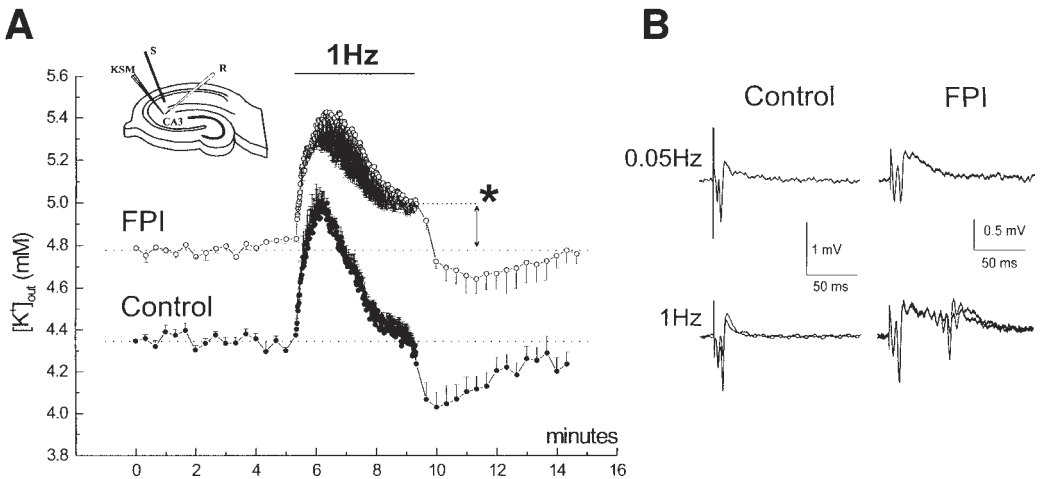 A
1Hz
S
KSM
R
CA3
5.6
5.4
5.2
5.0
4.8
4.6
4.4
4.2
4.0
3.8
[K⁺]out (mM)
FPI
Control
*
minutes
0 2 4 6 8 10 12 14 16
B
Control FPI
0.05Hz
1 mV
50 ms
0.5 mV
50 ms
1Hz